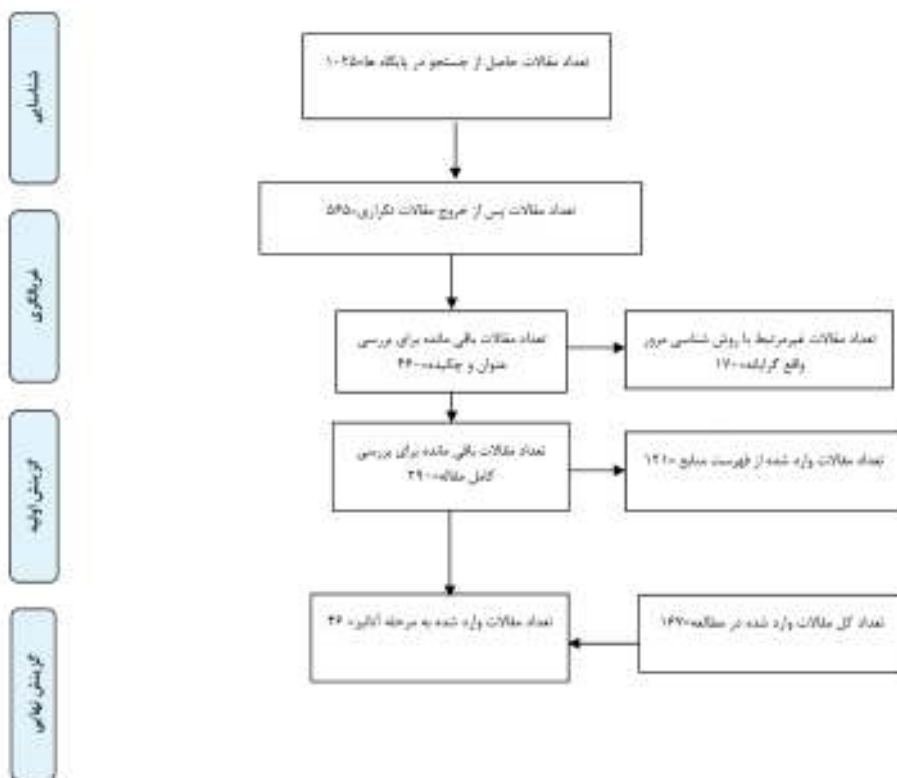 شناسایی
تعداد مقالات حاصل از جستجو در پایگاه ها=۱۰۲۵
تعداد مقالات پس از خروج مقالات تکراری=۵۶۵
غربالگری
تعداد مقالات باقی مانده برای بررسی
عنوان و چکیده=۴۶۰
تعداد مقالات غیرمرتبط با روش شناسی مرور
واقع گرایانه=۱۷۰
گزینش اولیه
تعداد مقالات باقی مانده برای بررسی
کامل مقاله=۲۹۰
تعداد مقالات وارد شده از فهرست منابع =۱۲۱
گزینش نهایی
تعداد مقالات وارد شده به مرحله آنالیز=
تعداد کل مقالات وارد شده در مطالعه=۱۶۷